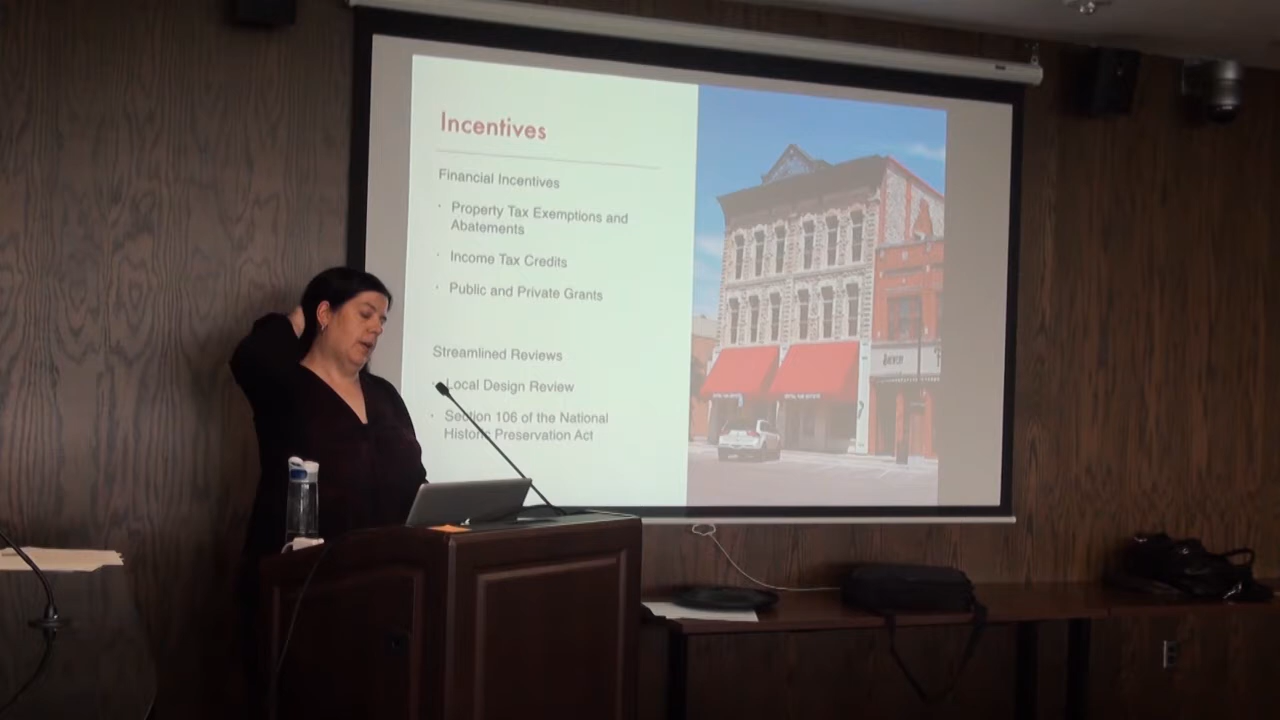 Incentives
Financial Incentives
· Property Tax Exemptions and
Abatements
· Income Tax Credits
· Public and Private Grants
Streamlined Reviews
· Local Design Review
· Section 106 of the National
Historic Preservation Act